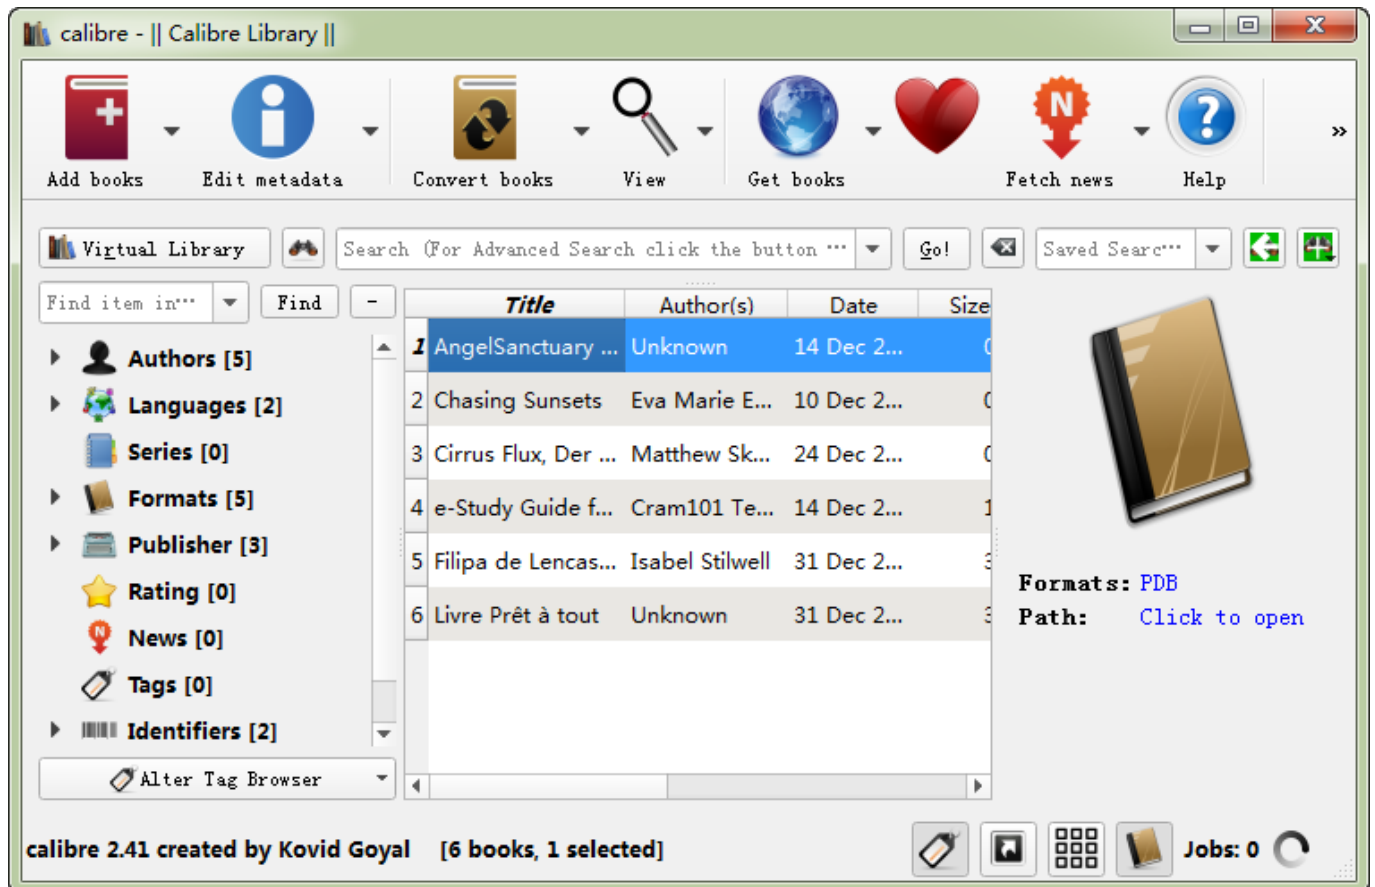 calibre - || Calibre Library ||
Add books Edit metadata Convert books View Get books Fetch news Help »
Virtual Library Search (For Advanced Search click the button ... Go! Saved Searc...
Find item in... Find - Title Author(s) Date Size
Authors [5]
Languages [2]
Series [0]
Formats [5]
Publisher [3]
Rating [0]
News [0]
Tags [0]
Identifiers [2]
Alter Tag Browser
1 AngelSanctuary ... Unknown 14 Dec 2...
2 Chasing Sunsets Eva Marie E... 10 Dec 2...
3 Cirrus Flux, Der ... Matthew Sk... 24 Dec 2...
4 e-Study Guide f... Cram101 Te... 14 Dec 2... 1
5 Filipa de Lencas... Isabel Stilwell 31 Dec 2... 3
6 Livre Prêt à tout Unknown 31 Dec 2... 3
Formats: PDB
Path: Click to open
calibre 2.41 created by Kovid Goyal [6 books, 1 selected] Jobs: 0